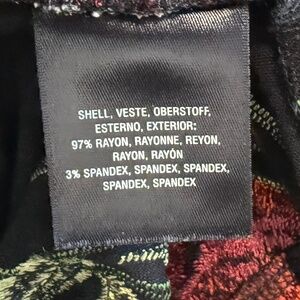 SHELL, VESTE, OBERSTOFF,
ESTERNO, EXTERIOR:
97% RAYON, RAYONNE, REYON,
RAYON, RAYÓN
3% SPANDEX, SPANDEX, SPANDEX,
SPANDEX, SPANDEX